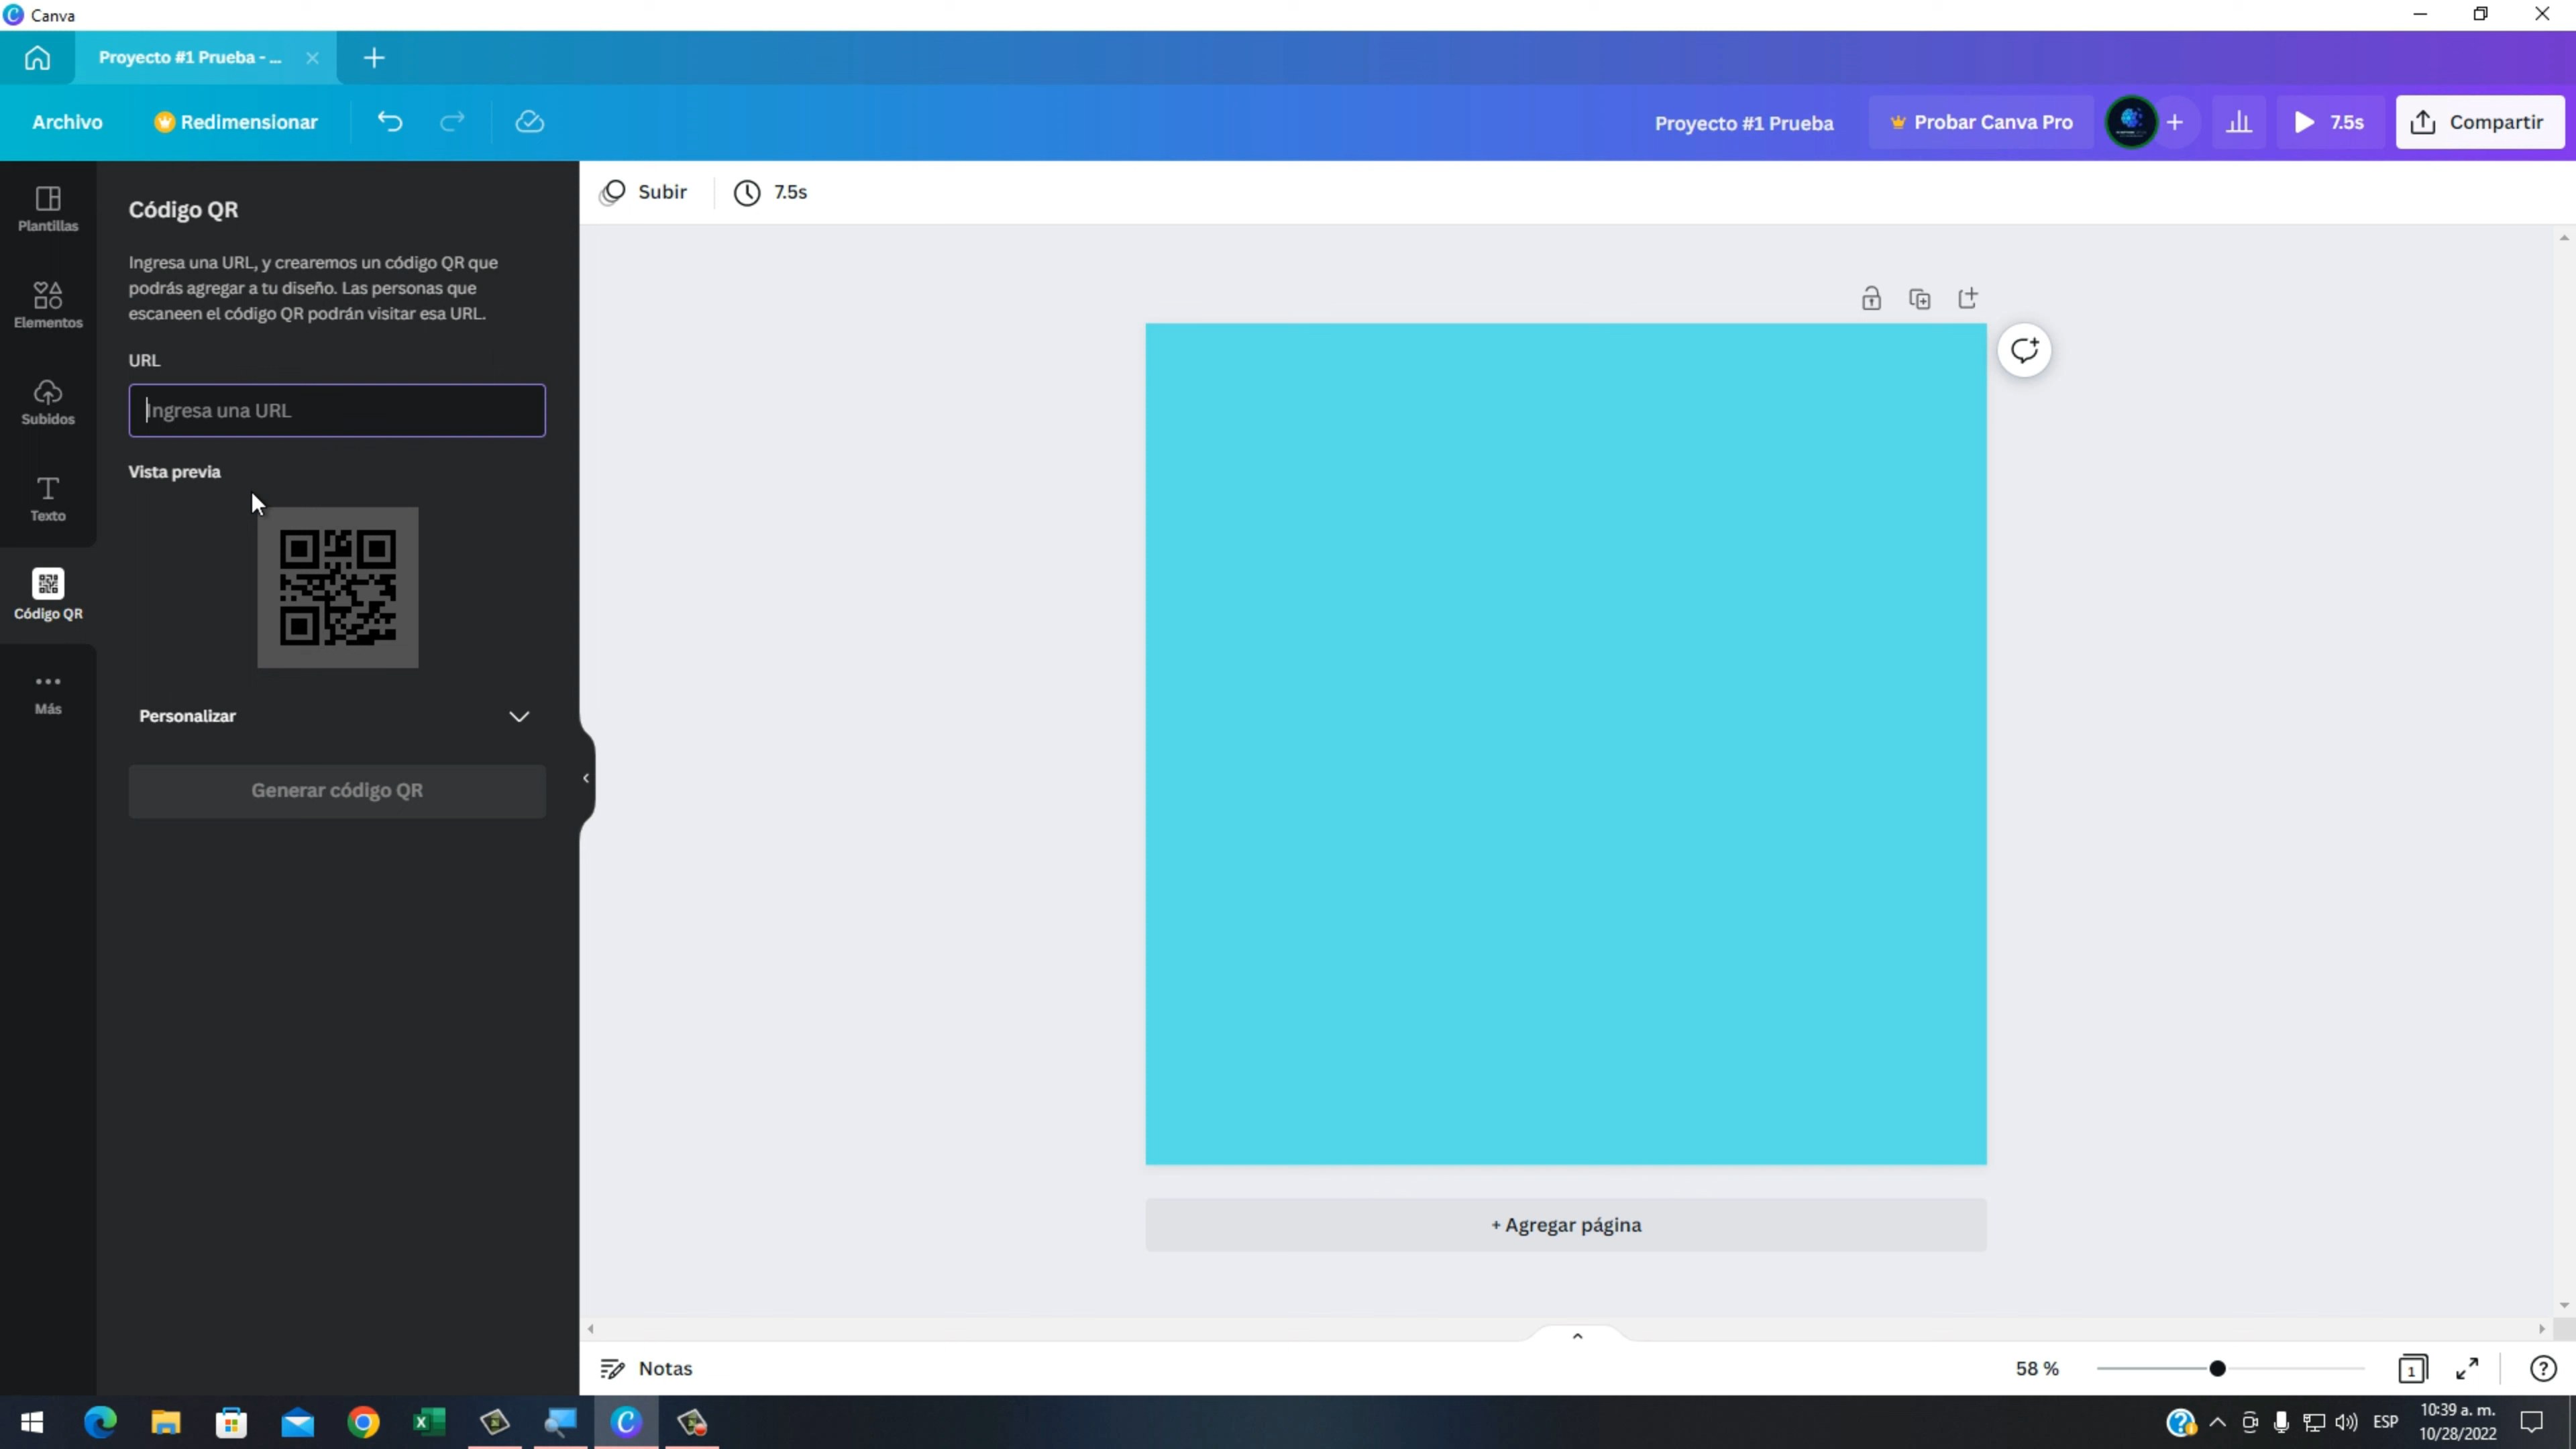 Canva
Proyecto #1 Prueba - ...
Archivo
Redimensionar
Proyecto #1 Prueba
Probar Canva Pro
7.5s
Compartir
Plantillas
Elementos
Subidos
Texto
Código QR
Más
Código QR
Ingresa una URL, y crearemos un código QR que
podrás agregar a tu diseño. Las personas que
escaneen el código QR podrán visitar esa URL.
URL
Ingresa una URL
Vista previa
Personalizar
Generar código QR
Subir
7.5s
+ Agregar página
Notas
58 %
1
ESP
10:39 a. m.
10/28/2022